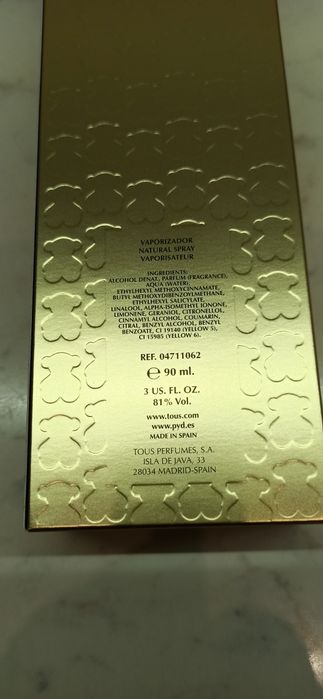 VAPORIZADOR
NATURAL SPRAY
VAPORISATEUR
INGREDIENTS:
ALCOHOL DENAT., PARFUM (FRAGRANCE),
AQUA (WATER),
ETHYLHEXYL METHOXYCINNAMATE,
BUTYL METHOXYDIBENZOYLMETHANE,
ETHYLHEXYL SALICYLATE,
LINALOOL, ALPHA-ISOMETHYL IONONE,
LIMONENE, GERANIOL, CITRONELLOL,
CINNAMYL ALCOHOL, COUMARIN,
CITRAL, BENZYL ALCOHOL, BENZYL
BENZOATE, CI 19140 (YELLOW 5),
CI 15985 (YELLOW 6).
REF. 04711062
℮ 90 ml.
3 US. FL. OZ.
81% Vol.
www.tous.com
www.pyd.es
MADE IN SPAIN
TOUS PERFUMES, S.A.
ISLA DE JAVA, 33
28034 MADRID-SPAIN